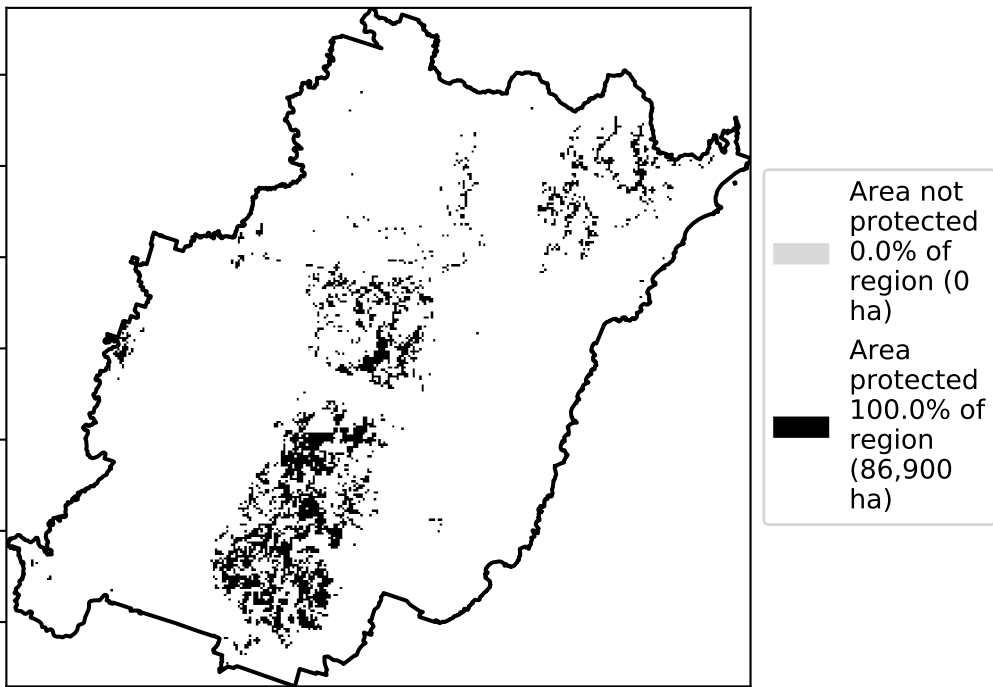 Area not
protected
0.0% of
region (0
ha)
Area
protected
100.0% of
region
(86,900
ha)